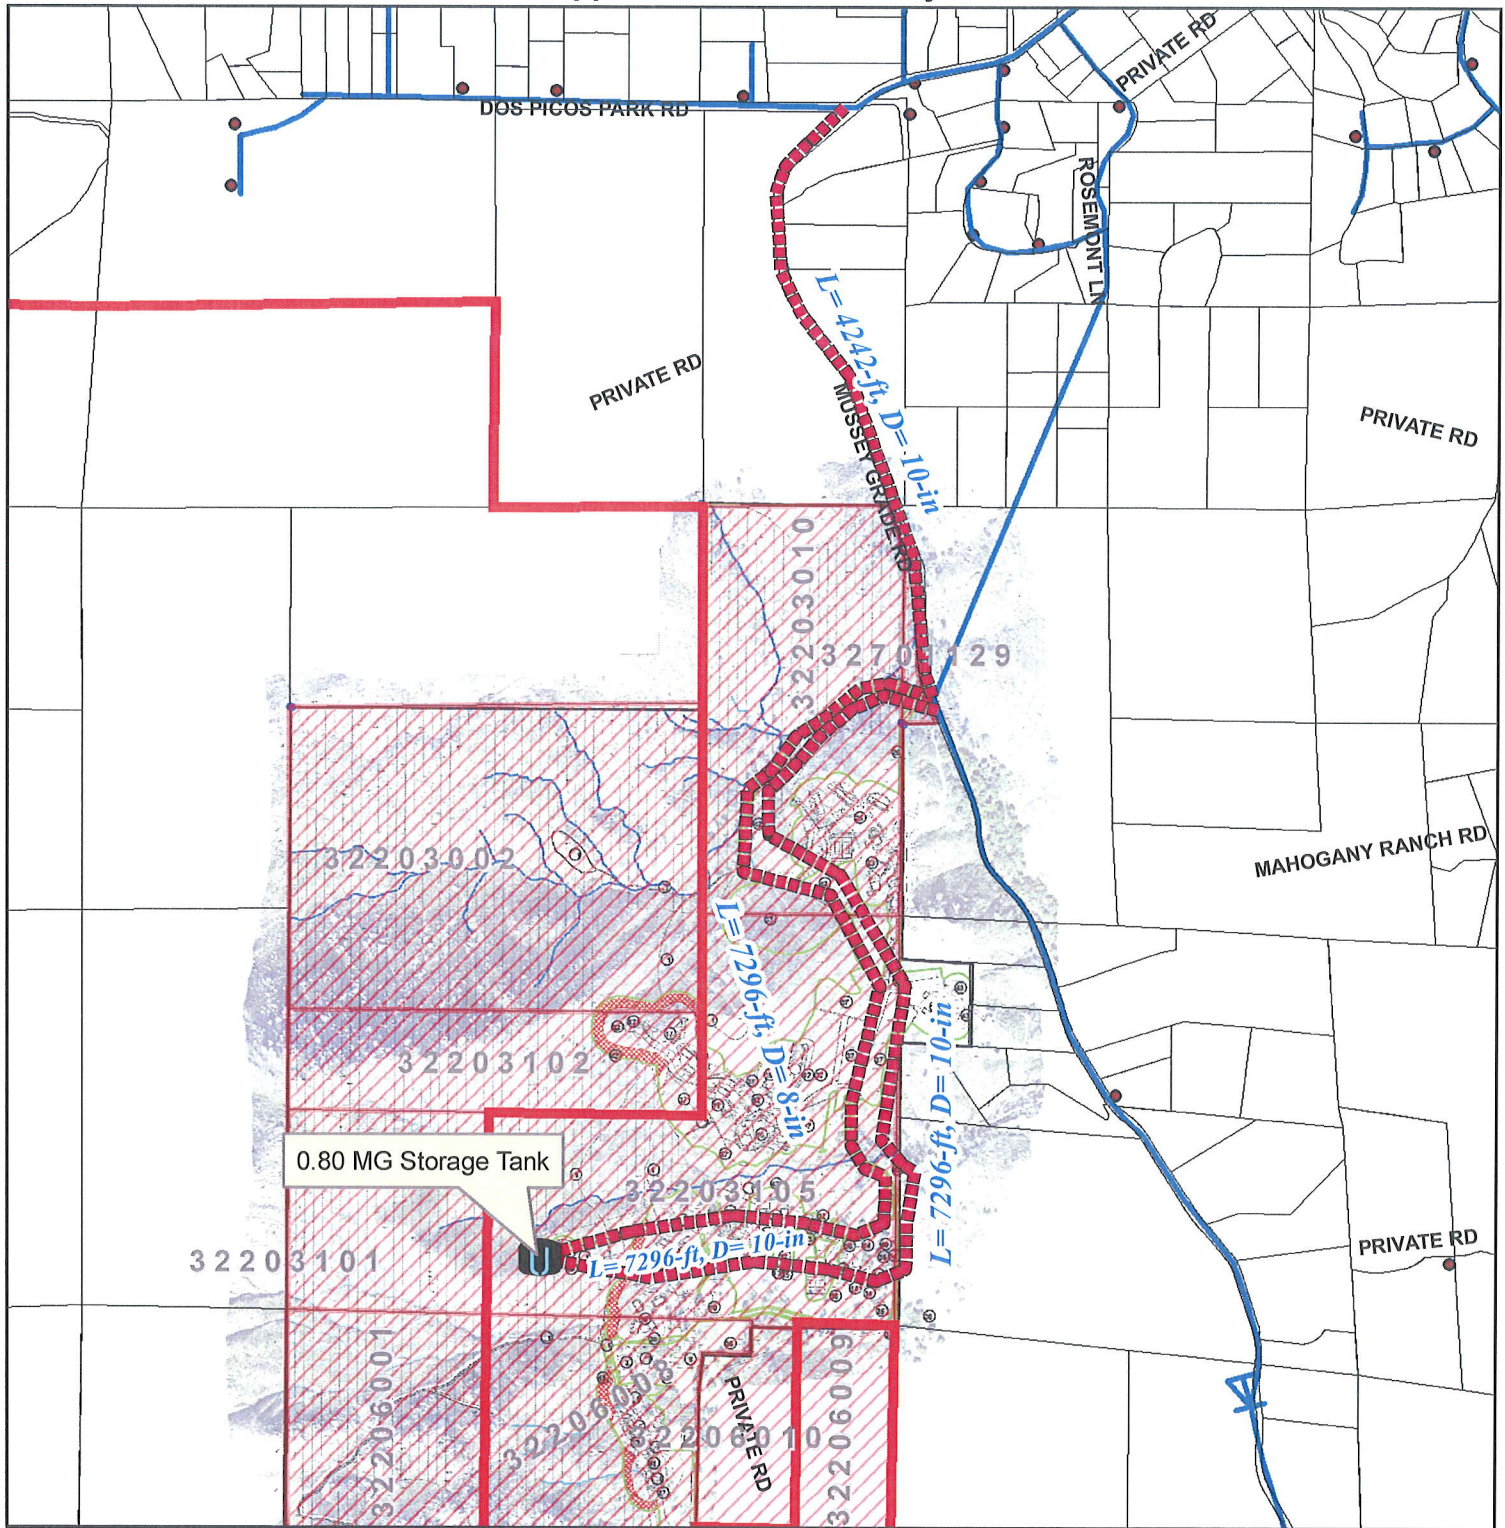 PRIVATE RD
DOS PICOS PARK RD
ROSEMONT LN
L= 4242-ft, D= 10-in
PRIVATE RD
MUSSEY GRADE RD
PRIVATE RD
32203010
32701129
MAHOGANY RANCH RD
32203002
L= 7296-ft, D= 8-in
L= 7296-ft, D= 10-in
32203102
0.80 MG Storage Tank
32203105
PRIVATE RD
32203101
L= 7296-ft, D= 10-in
U
32206001
32206008
PRIVATE RD
32206010
32206009